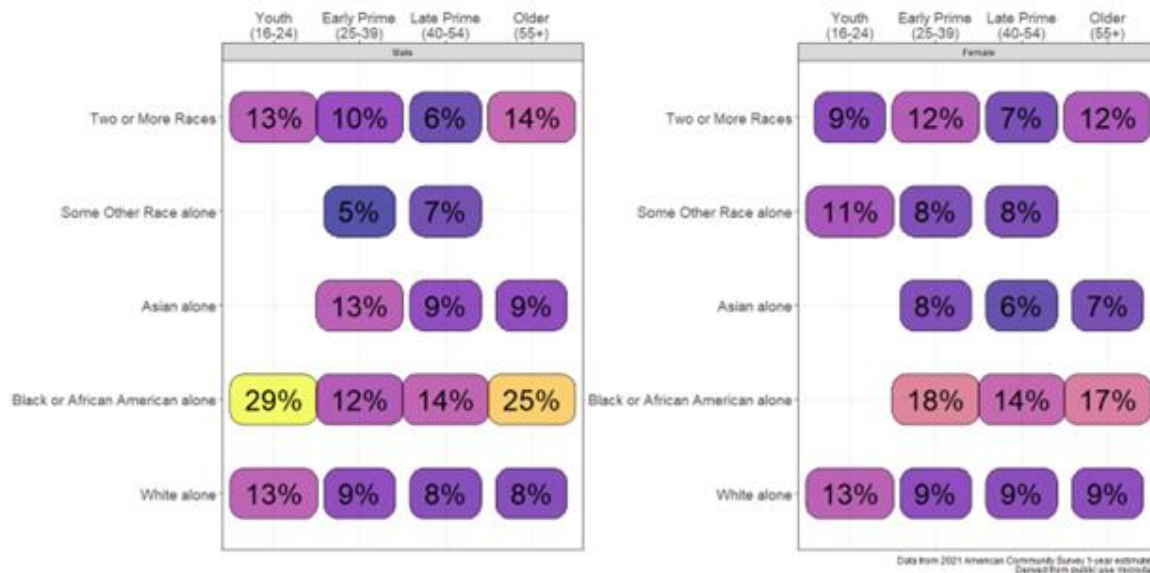 Youth Early Prime Late Prime Older
(16-24) (25-39) (40-54) (55+)
Male
Two or More Races 13% 10% 6% 14%
Some Other Race alone 5% 7%
Asian alone 13% 9% 9%
Black or African American alone 29% 12% 14% 25%
White alone 13% 9% 8% 8%
Youth Early Prime Late Prime Older
(16-24) (25-39) (40-54) (55+)
Female
Two or More Races 9% 12% 7% 12%
Some Other Race alone 11% 8% 8%
Asian alone 8% 6% 7%
Black or African American alone 18% 14% 17%
White alone 13% 9% 9% 9%
Data from 2021 American Community Survey 1-year estimate
Derived from public use microda